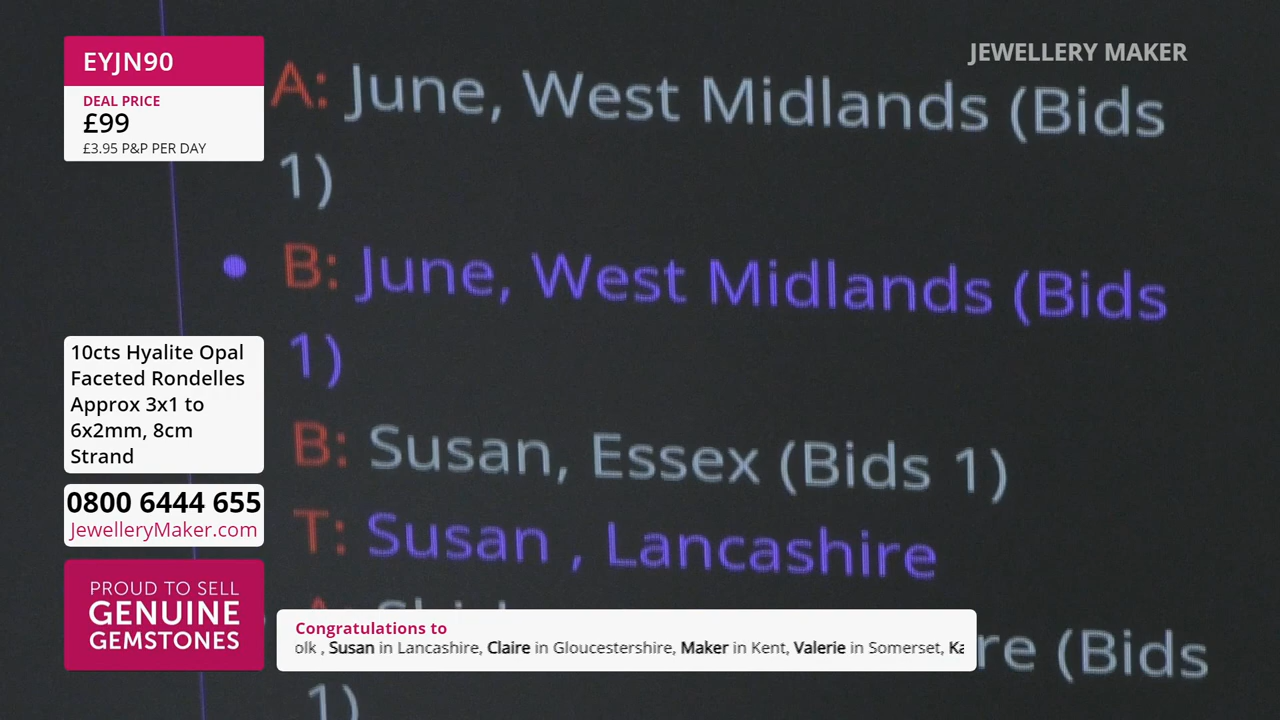 EYJN90
DEAL PRICE
£99
£3.95 P&P PER DAY
JEWELLERY MAKER
A: June, West Midlands (Bids
1)
B: June, West Midlands (Bids
1)
B: Susan, Essex (Bids 1)
T: Susan , Lancashire
re (Bids
1)
10cts Hyalite Opal
Faceted Rondelles
Approx 3x1 to
6x2mm, 8cm
Strand
0800 6444 655
JewelleryMaker.com
PROUD TO SELL
GENUINE
GEMSTONES
Congratulations to
olk , Susan in Lancashire, Claire in Gloucestershire, Maker in Kent, Valerie in Somerset, Ka